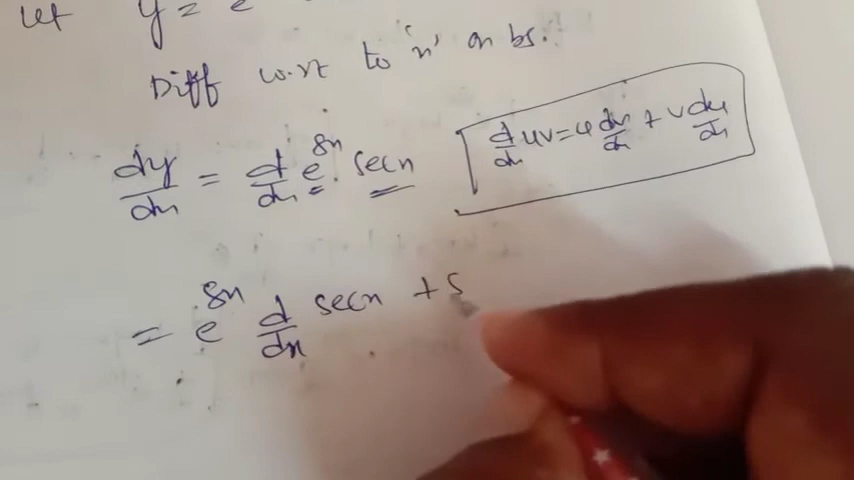 Let y = e
Diff w.r.t to 'x' on bs.
dy/dx = d/dx e^8x secx [d/dx uv = u dv/dx + v du/dx
= e^8x d/dx secx + s